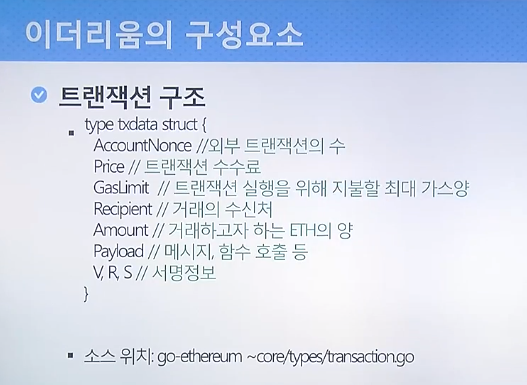 이더리움의 구성요소
트랜잭션 구조
type txdata struct {
AccountNonce //외부 트랜잭션의 수
Price // 트랜잭션 수수료
GasLimit // 트랜잭션 실행을 위해 지불할 최대 가스양
Recipient // 거래의 수신처
Amount // 거래하고자 하는 ETH의 양
Payload // 메시지, 함수 호출 등
V, R, S // 서명정보
}
소스 위치: go-ethereum ~core/types/transaction.go